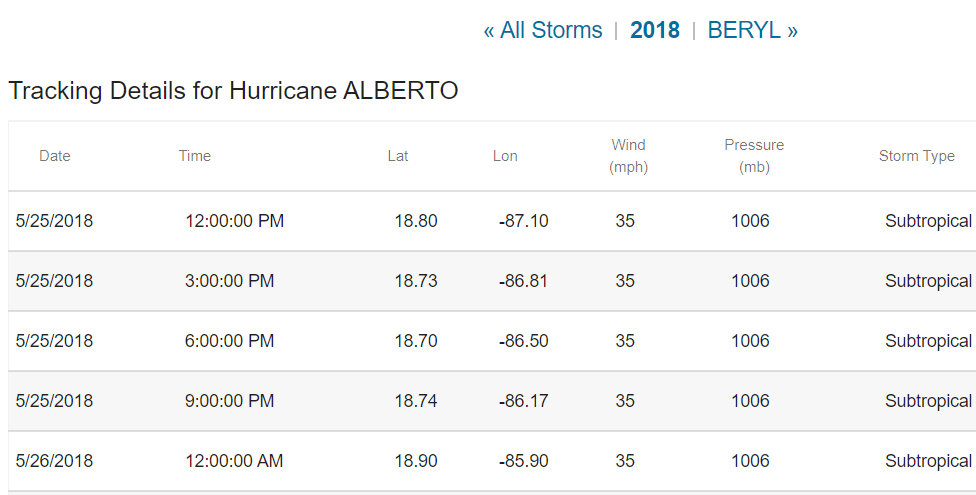 « All Storms | 2018 | BERYL »
Tracking Details for Hurricane ALBERTO
Date Time Lat Lon Wind (mph) Pressure (mb) Storm Type
5/25/2018 12:00:00 PM 18.80 -87.10 35 1006 Subtropical
5/25/2018 3:00:00 PM 18.73 -86.81 35 1006 Subtropical
5/25/2018 6:00:00 PM 18.70 -86.50 35 1006 Subtropical
5/25/2018 9:00:00 PM 18.74 -86.17 35 1006 Subtropical
5/26/2018 12:00:00 AM 18.90 -85.90 35 1006 Subtropical